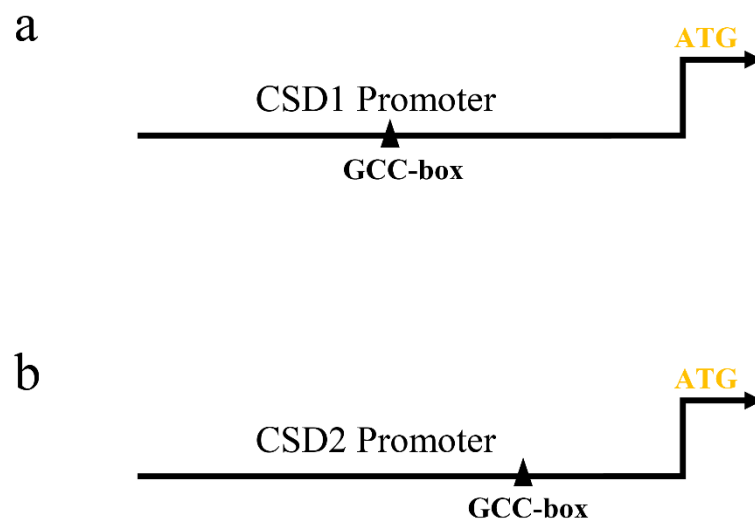 a
ATG
CSD1 Promoter
GCC-box
b
ATG
CSD2 Promoter
GCC-box